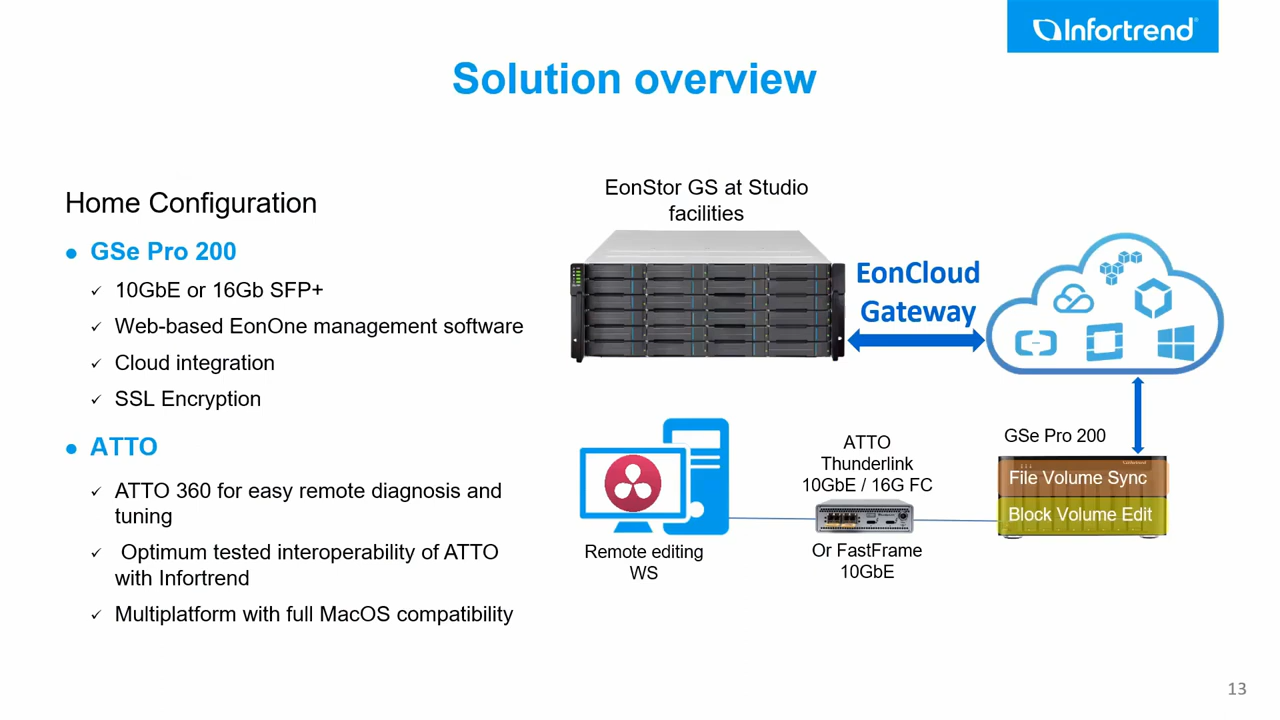 Infortrend
Solution overview
Home Configuration
● GSe Pro 200
✓ 10GbE or 16Gb SFP+
✓ Web-based EonOne management software
✓ Cloud integration
✓ SSL Encryption
● ATTO
✓ ATTO 360 for easy remote diagnosis and
tuning
✓ Optimum tested interoperability of ATTO
with Infortrend
✓ Multiplatform with full MacOS compatibility
EonStor GS at Studio
facilities
EonCloud
Gateway
GSe Pro 200
File Volume Sync
Block Volume Edit
ATTO
Thunderlink
10GbE / 16G FC
Or FastFrame
10GbE
Remote editing
WS
13